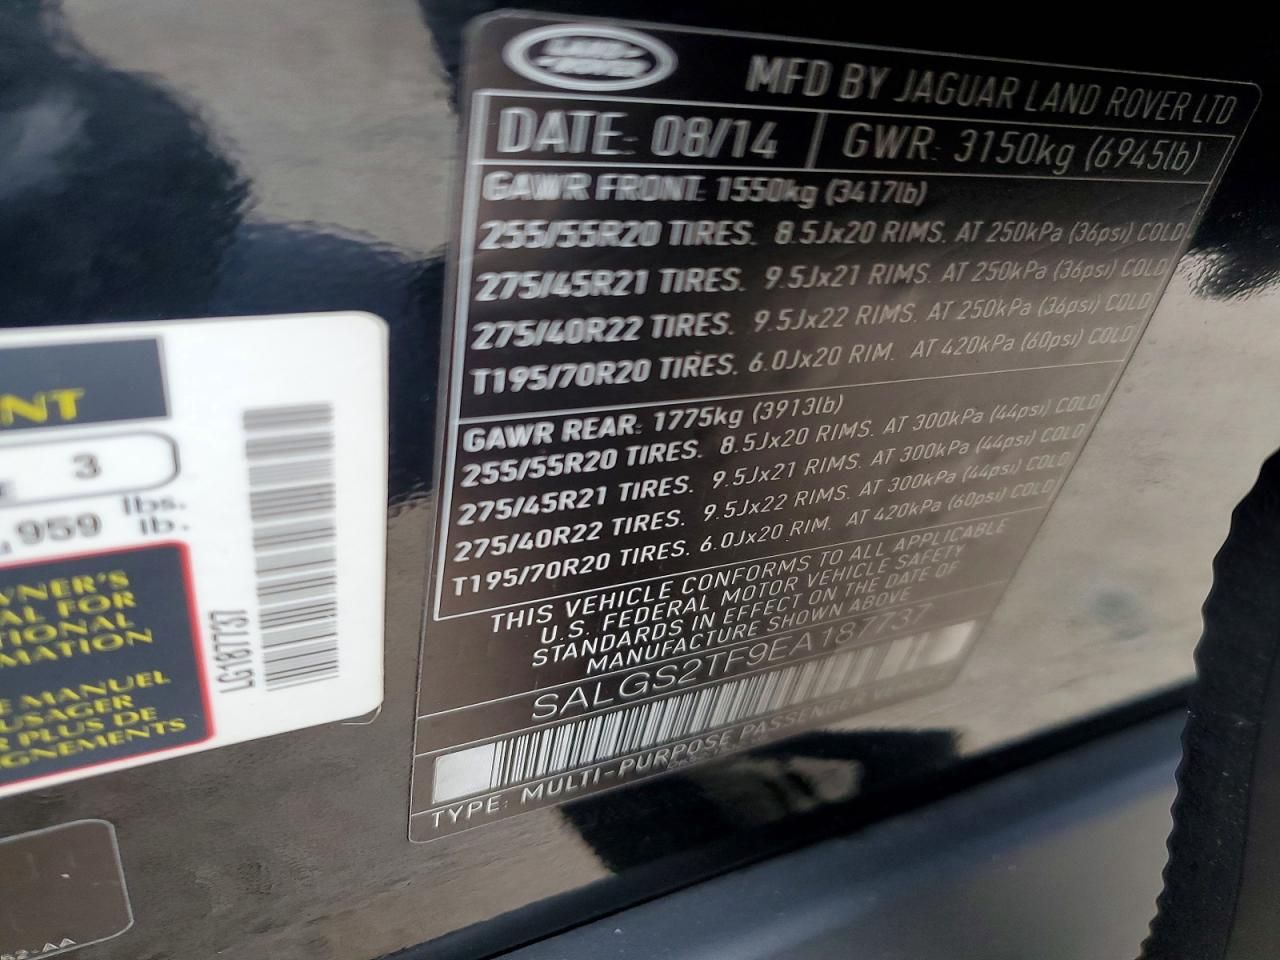 LAND
ROVER
MFD BY JAGUAR LAND ROVER LTD
DATE: 08/14 GWR: 3150kg (6945lb)
GAWR FRONT: 1550kg (3417lb)
255/55R20 TIRES. 8.5Jx20 RIMS. AT 250kPa (36psi) COLD
275/45R21 TIRES. 9.5Jx21 RIMS. AT 250kPa (36psi) COLD
275/40R22 TIRES. 9.5Jx22 RIMS. AT 250kPa (36psi) COLD
T195/70R20 TIRES. 6.0Jx20 RIM. AT 420kPa (60psi) COLD
GAWR REAR: 1775kg (3913lb)
255/55R20 TIRES. 8.5Jx20 RIMS. AT 300kPa (44psi) COLD
275/45R21 TIRES. 9.5Jx21 RIMS. AT 300kPa (44psi) COLD
275/40R22 TIRES. 9.5Jx22 RIMS. AT 300kPa (44psi) COLD
T195/70R20 TIRES. 6.0Jx20 RIM. AT 420kPa (60psi) COLD
THIS VEHICLE CONFORMS TO ALL APPLICABLE
U.S. FEDERAL MOTOR VEHICLE SAFETY
STANDARDS IN EFFECT ON THE DATE OF
MANUFACTURE SHOWN ABOVE
SALGS2TF9EA187737
TYPE: MULTI-PURPOSE PASSENGER
3
lbs.
959 lb.
LG187737
MANUEL
PLUS DE